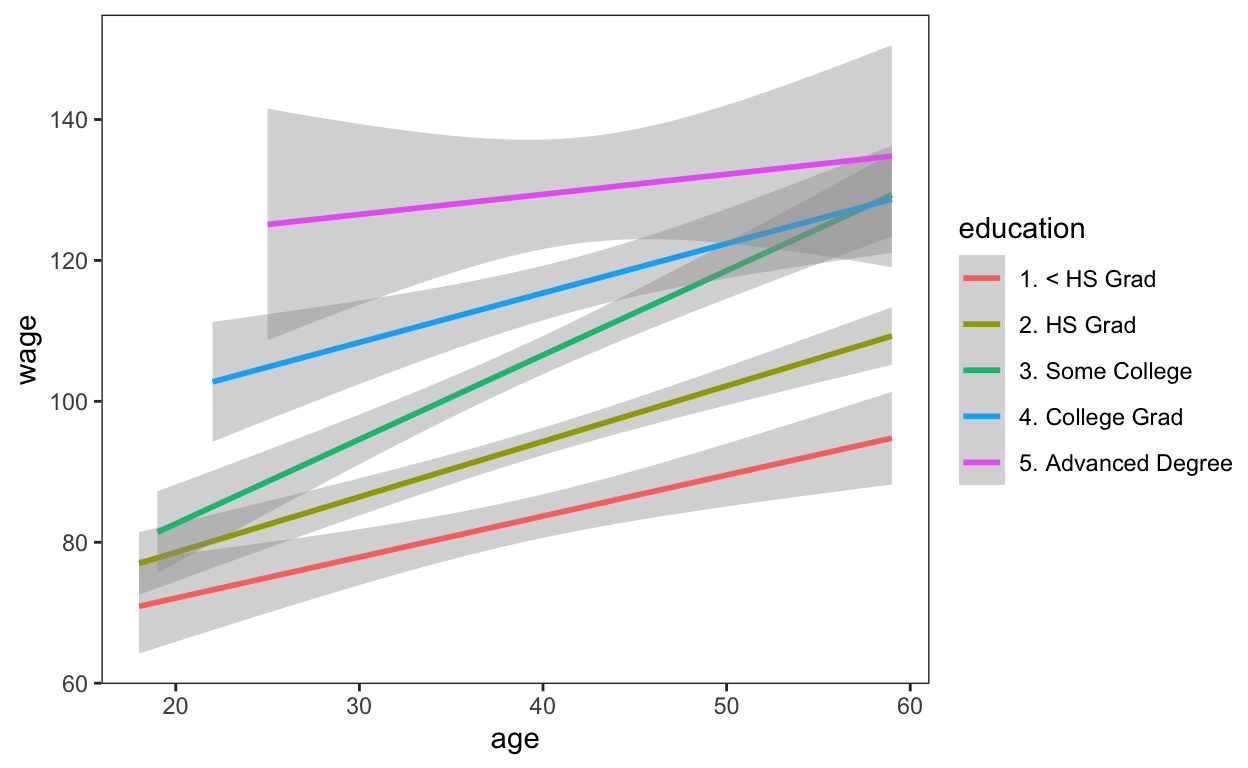 140
120
100
80
60
wage
20 30 40 50 60
age
education
1. < HS Grad
2. HS Grad
3. Some College
4. College Grad
5. Advanced Degree